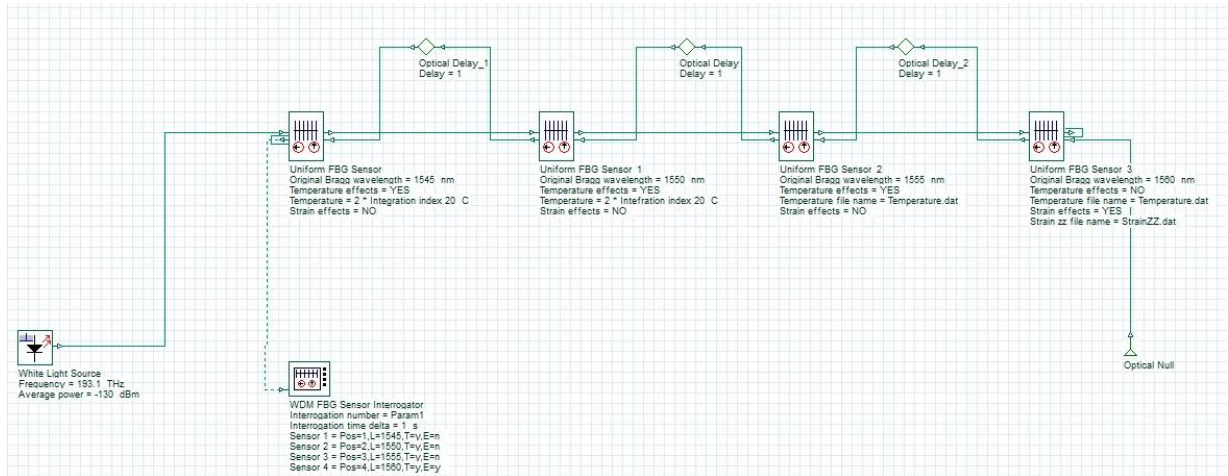 Optical Delay_1
Delay = 1
Optical Delay
Delay = 1
Optical Delay_2
Delay = 1
Uniform FBG Sensor
Original Bragg wavelength = 1545 nm
Temperature effects = YES
Temperature = 2 * Integration index 20 C
Strain effects = NO
Uniform FBG Sensor 1
Original Bragg wavelength = 1550 nm
Temperature effects = YES
Temperature = 2 * Intefration index 20 C
Strain effects = NO
Uniform FBG Sensor 2
Original Bragg wavelength = 1555 nm
Temperature effects = YES
Temperature file name = Temperature.dat
Strain effects = NO
Uniform FBG Sensor 3
Original Bragg wavelength = 1560 nm
Temperature effects = NO
Temperature file name = Temperature.dat
Strain effects = YES
Strain zz file name = StrainZZ.dat
White Light Source
Frequency = 193.1 THz
Average power = -130 dBm
WDM FBG Sensor Interrogator
Interrogation number = Param1
Interrogation time delta = 1 s
Sensor 1 = Pos=1,L=1545,T=y,E=n
Sensor 2 = Pos=2,L=1550,T=y,E=n
Sensor 3 = Pos=3,L=1555,T=y,E=n
Sensor 4 = Pos=4,L=1560,T=y,E=y
Optical Null